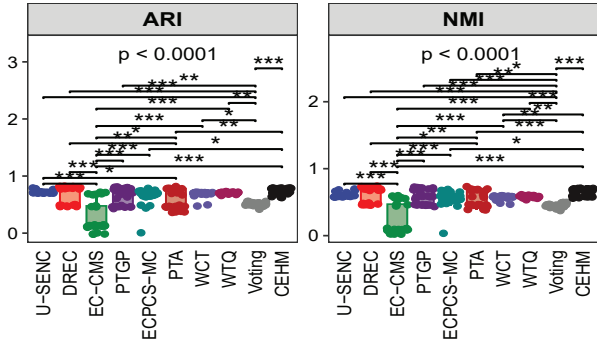 ARI
NMI
p < 0.0001
p < 0.0001
***
***
**
***
***
***
**
***
*
**
*
**
***
***
*
***
***
*
***
**
*
***
***
***
***
***
**
***
**
***
*
**
***
***
*
***
***
***
3
2
1
0
2
1
0
U-SENC
DREC
EC-CMS
PTGP
ECPCS-MC
PTA
WCT
WTQ
Voting
CEHM
U-SENC
DREC
EC-CMS
PTGP
ECPCS-MC
PTA
WCT
WTQ
Voting
CEHM